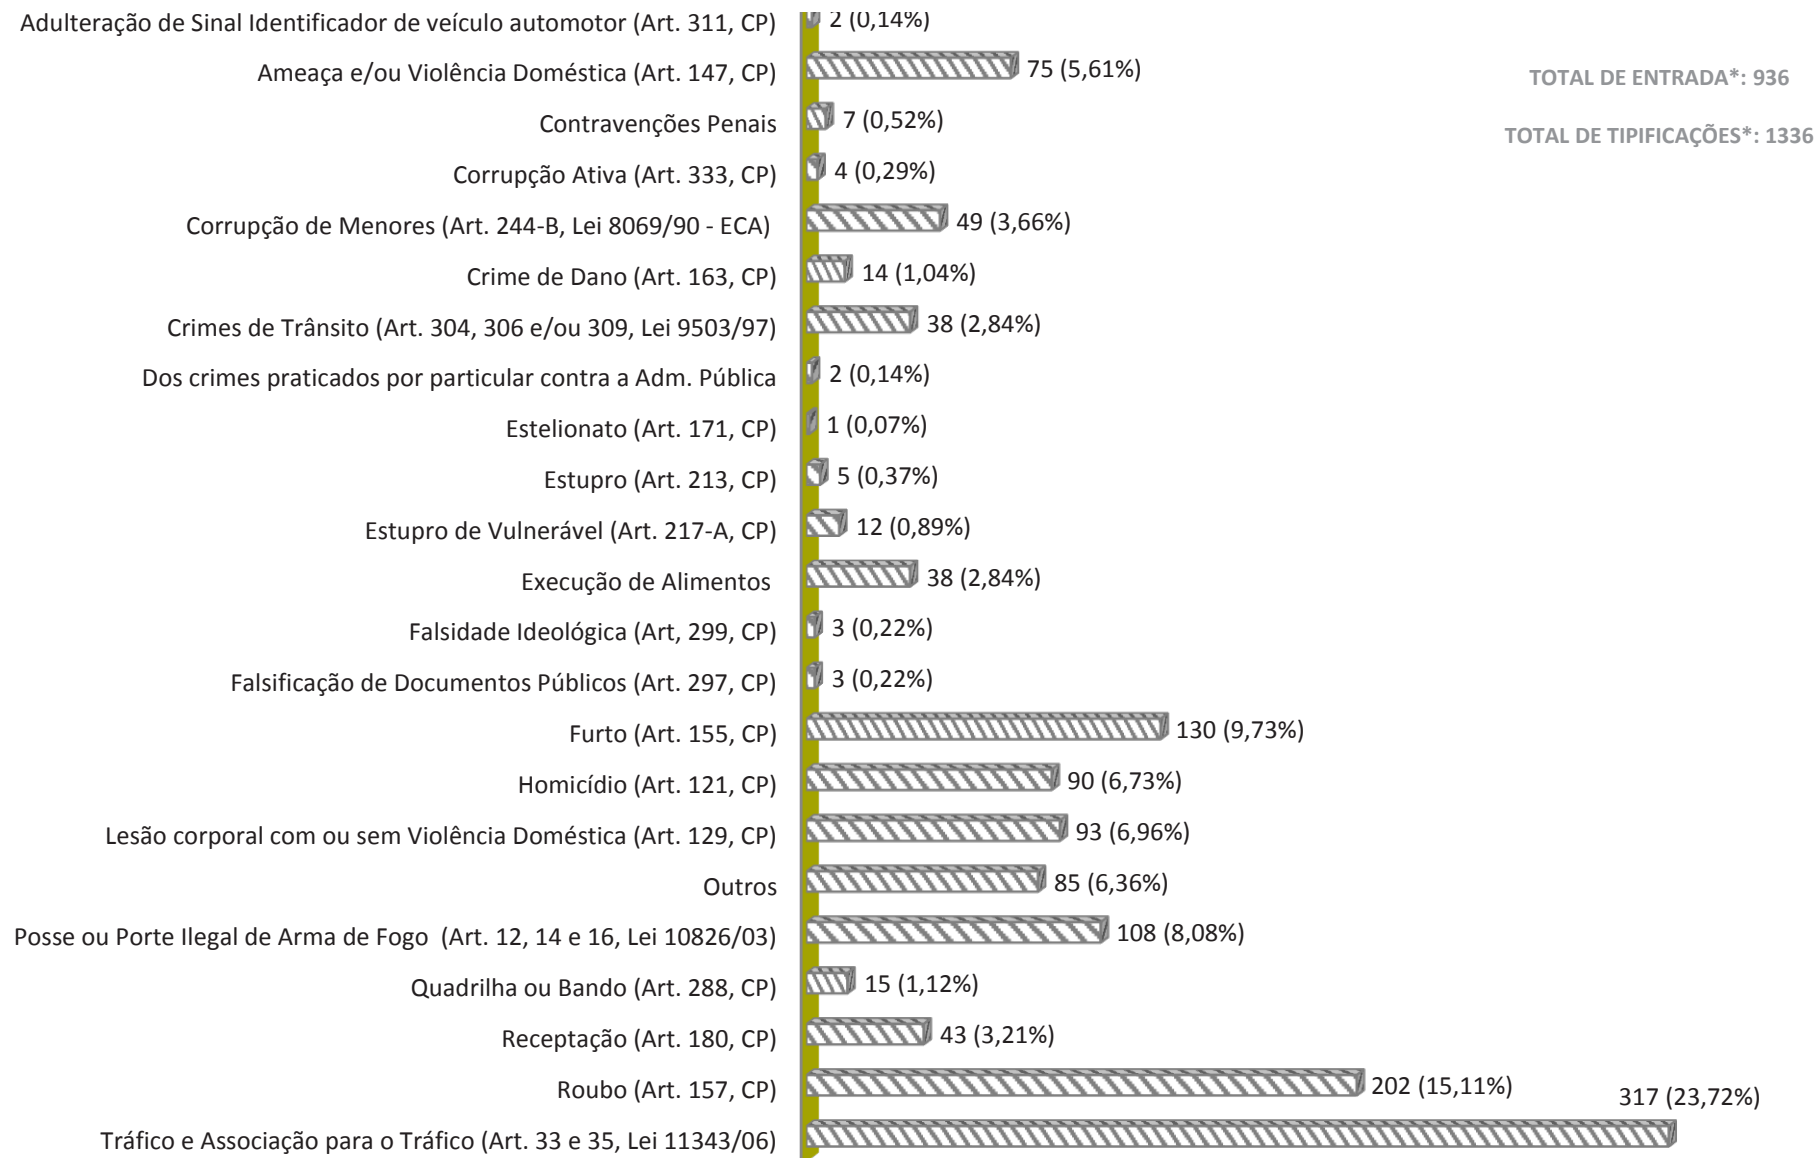 Adulteração de Sinal Identificador de veículo automotor (Art. 311, CP) 2 (0,14%)
Ameaça e/ou Violência Doméstica (Art. 147, CP) 75 (5,61%)
TOTAL DE ENTRADA*: 936
Contravenções Penais 7 (0,52%)
TOTAL DE TIPIFICAÇÕES*: 1336
Corrupção Ativa (Art. 333, CP) 4 (0,29%)
Corrupção de Menores (Art. 244-B, Lei 8069/90 - ECA) 49 (3,66%)
Crime de Dano (Art. 163, CP) 14 (1,04%)
Crimes de Trânsito (Art. 304, 306 e/ou 309, Lei 9503/97) 38 (2,84%)
Dos crimes praticados por particular contra a Adm. Pública 2 (0,14%)
Estelionato (Art. 171, CP) 1 (0,07%)
Estupro (Art. 213, CP) 5 (0,37%)
Estupro de Vulnerável (Art. 217-A, CP) 12 (0,89%)
Execução de Alimentos 38 (2,84%)
Falsidade Ideológica (Art, 299, CP) 3 (0,22%)
Falsificação de Documentos Públicos (Art. 297, CP) 3 (0,22%)
Furto (Art. 155, CP) 130 (9,73%)
Homicídio (Art. 121, CP) 90 (6,73%)
Lesão corporal com ou sem Violência Doméstica (Art. 129, CP) 93 (6,96%)
Outros 85 (6,36%)
Posse ou Porte Ilegal de Arma de Fogo (Art. 12, 14 e 16, Lei 10826/03) 108 (8,08%)
Quadrilha ou Bando (Art. 288, CP) 15 (1,12%)
Receptação (Art. 180, CP) 43 (3,21%)
Roubo (Art. 157, CP) 202 (15,11%)
Tráfico e Associação para o Tráfico (Art. 33 e 35, Lei 11343/06) 317 (23,72%)